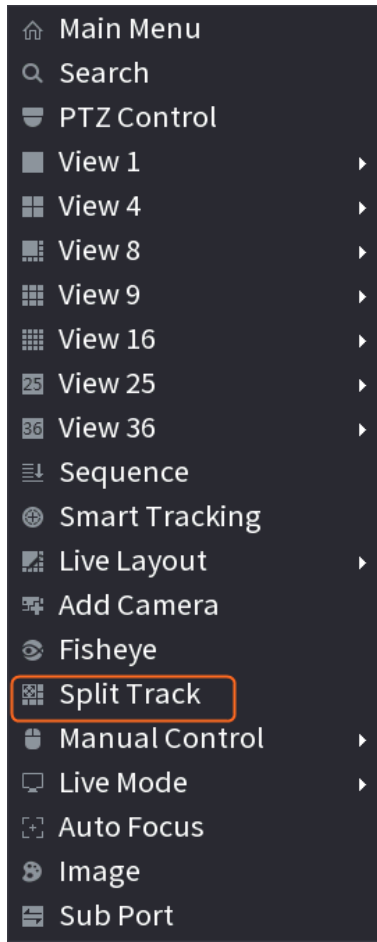 Main Menu
Search
PTZ Control
View 1
View 4
View 8
View 9
View 16
25 View 25
36 View 36
Sequence
Smart Tracking
Live Layout
Add Camera
Fisheye
Split Track
Manual Control
Live Mode
Auto Focus
Image
Sub Port